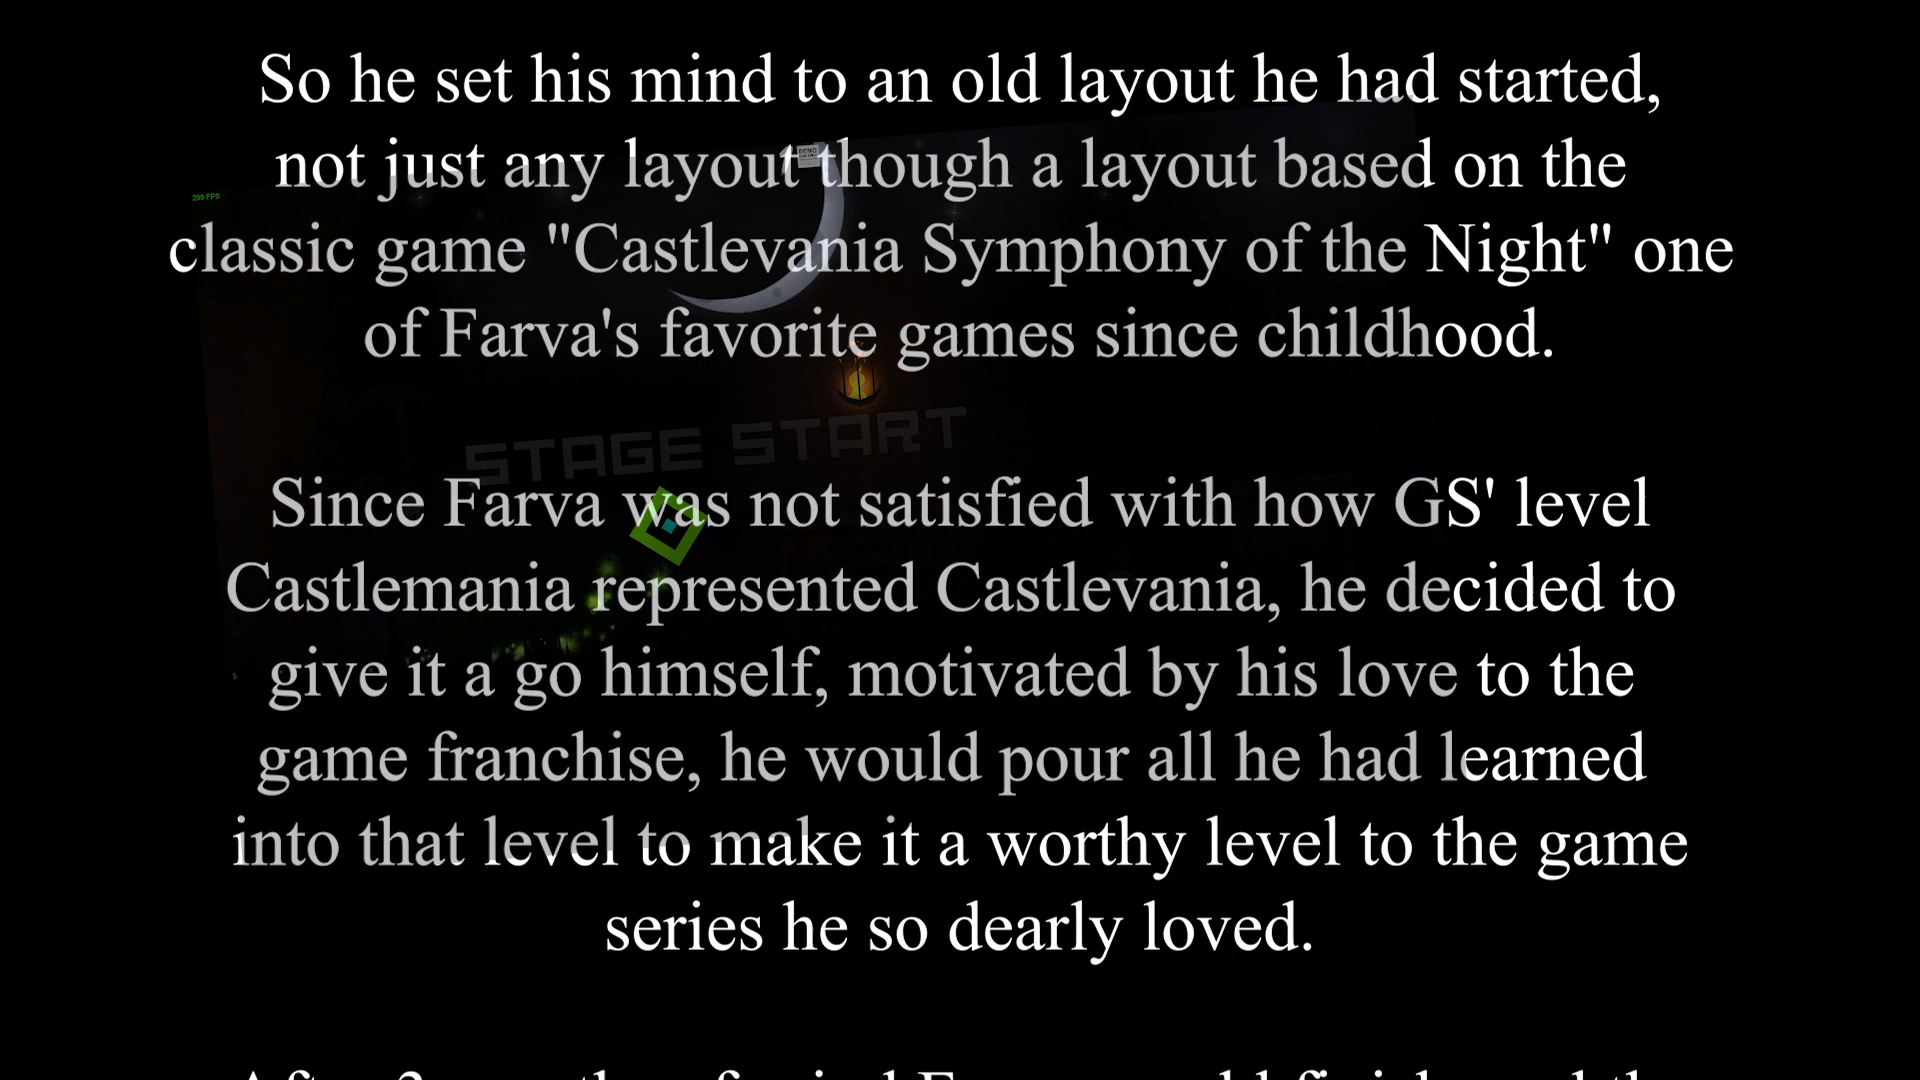 So he set his mind to an old layout he had started,
not just any layout though a layout based on the
299 FPS
classic game "Castlevania Symphony of the Night" one
of Farva's favorite games since childhood.
STAGE START
Since Farva was not satisfied with how GS' level
Castlemania represented Castlevania, he decided to
give it a go himself, motivated by his love to the
game franchise, he would pour all he had learned
into that level to make it a worthy level to the game
series he so dearly loved.